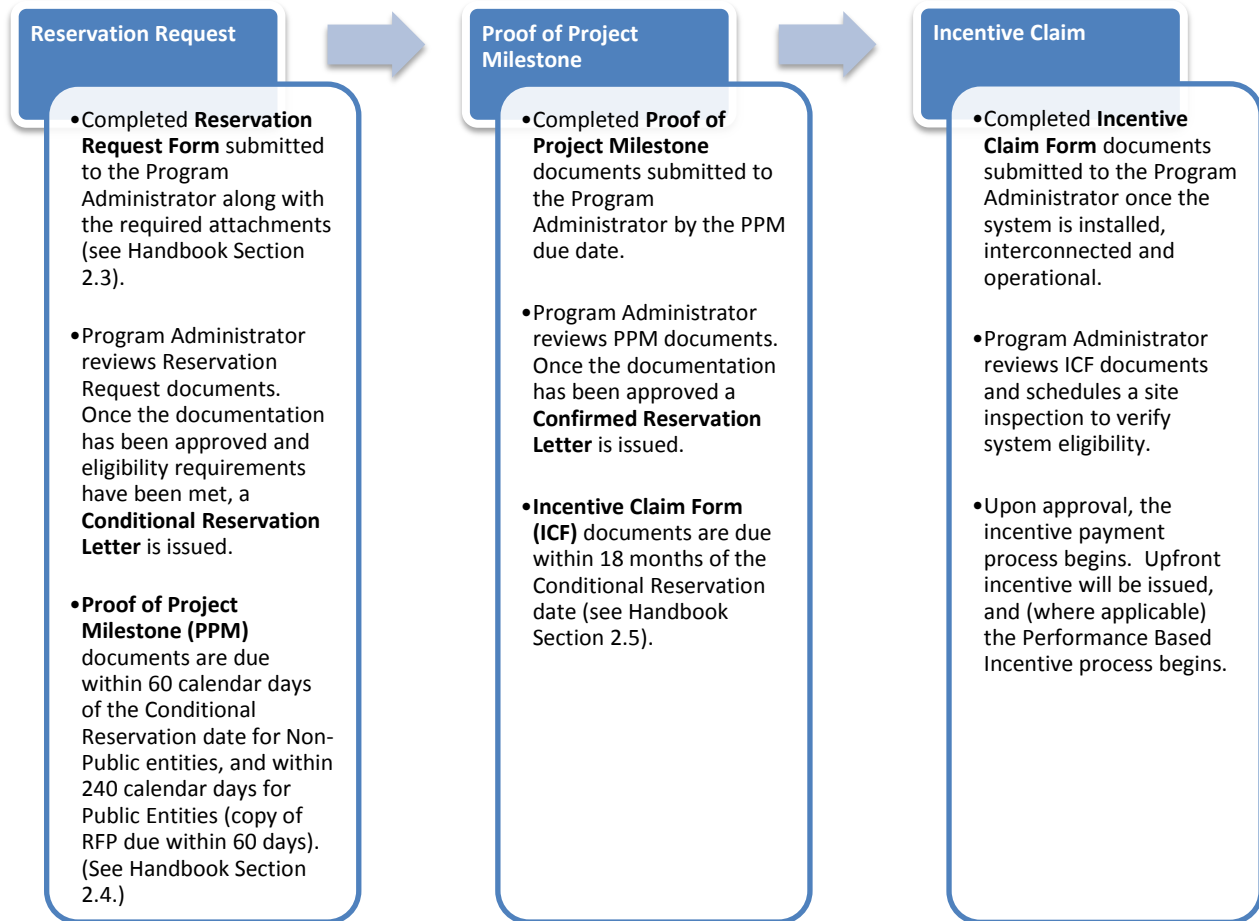 Reservation Request
•Completed Reservation
Request Form submitted
to the Program
Administrator along with
the required attachments
(see Handbook Section
2.3).
•Program Administrator
reviews Reservation
Request documents.
Once the documentation
has been approved and
eligibility requirements
have been met, a
Conditional Reservation
Letter is issued.
•Proof of Project
Milestone (PPM)
documents are due
within 60 calendar days
of the Conditional
Reservation date for Non-
Public entities, and within
240 calendar days for
Public Entities (copy of
RFP due within 60 days).
(See Handbook Section
2.4.)
Proof of Project
Milestone
•Completed Proof of
Project Milestone
documents submitted to
the Program
Administrator by the PPM
due date.
•Program Administrator
reviews PPM documents.
Once the documentation
has been approved a
Confirmed Reservation
Letter is issued.
•Incentive Claim Form
(ICF) documents are due
within 18 months of the
Conditional Reservation
date (see Handbook
Section 2.5).
Incentive Claim
•Completed Incentive
Claim Form documents
submitted to the Program
Administrator once the
system is installed,
interconnected and
operational.
•Program Administrator
reviews ICF documents
and schedules a site
inspection to verify
system eligibility.
•Upon approval, the
incentive payment
process begins.  Upfront
incentive will be issued,
and (where applicable)
the Performance Based
Incentive process begins.